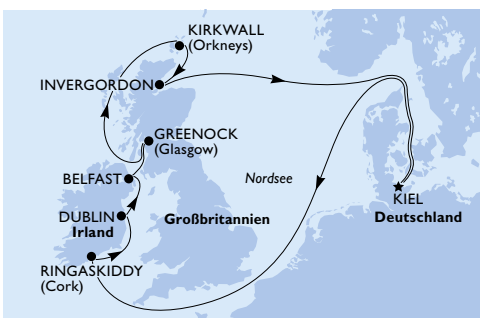 KIRKWALL
(Orkneys)
INVERGORDON
GREENOCK
(Glasgow)
BELFAST
Nordsee
KIEL
Deutschland
DUBLIN
Irland
Großbritannien
RINGASKIDDY
(Cork)